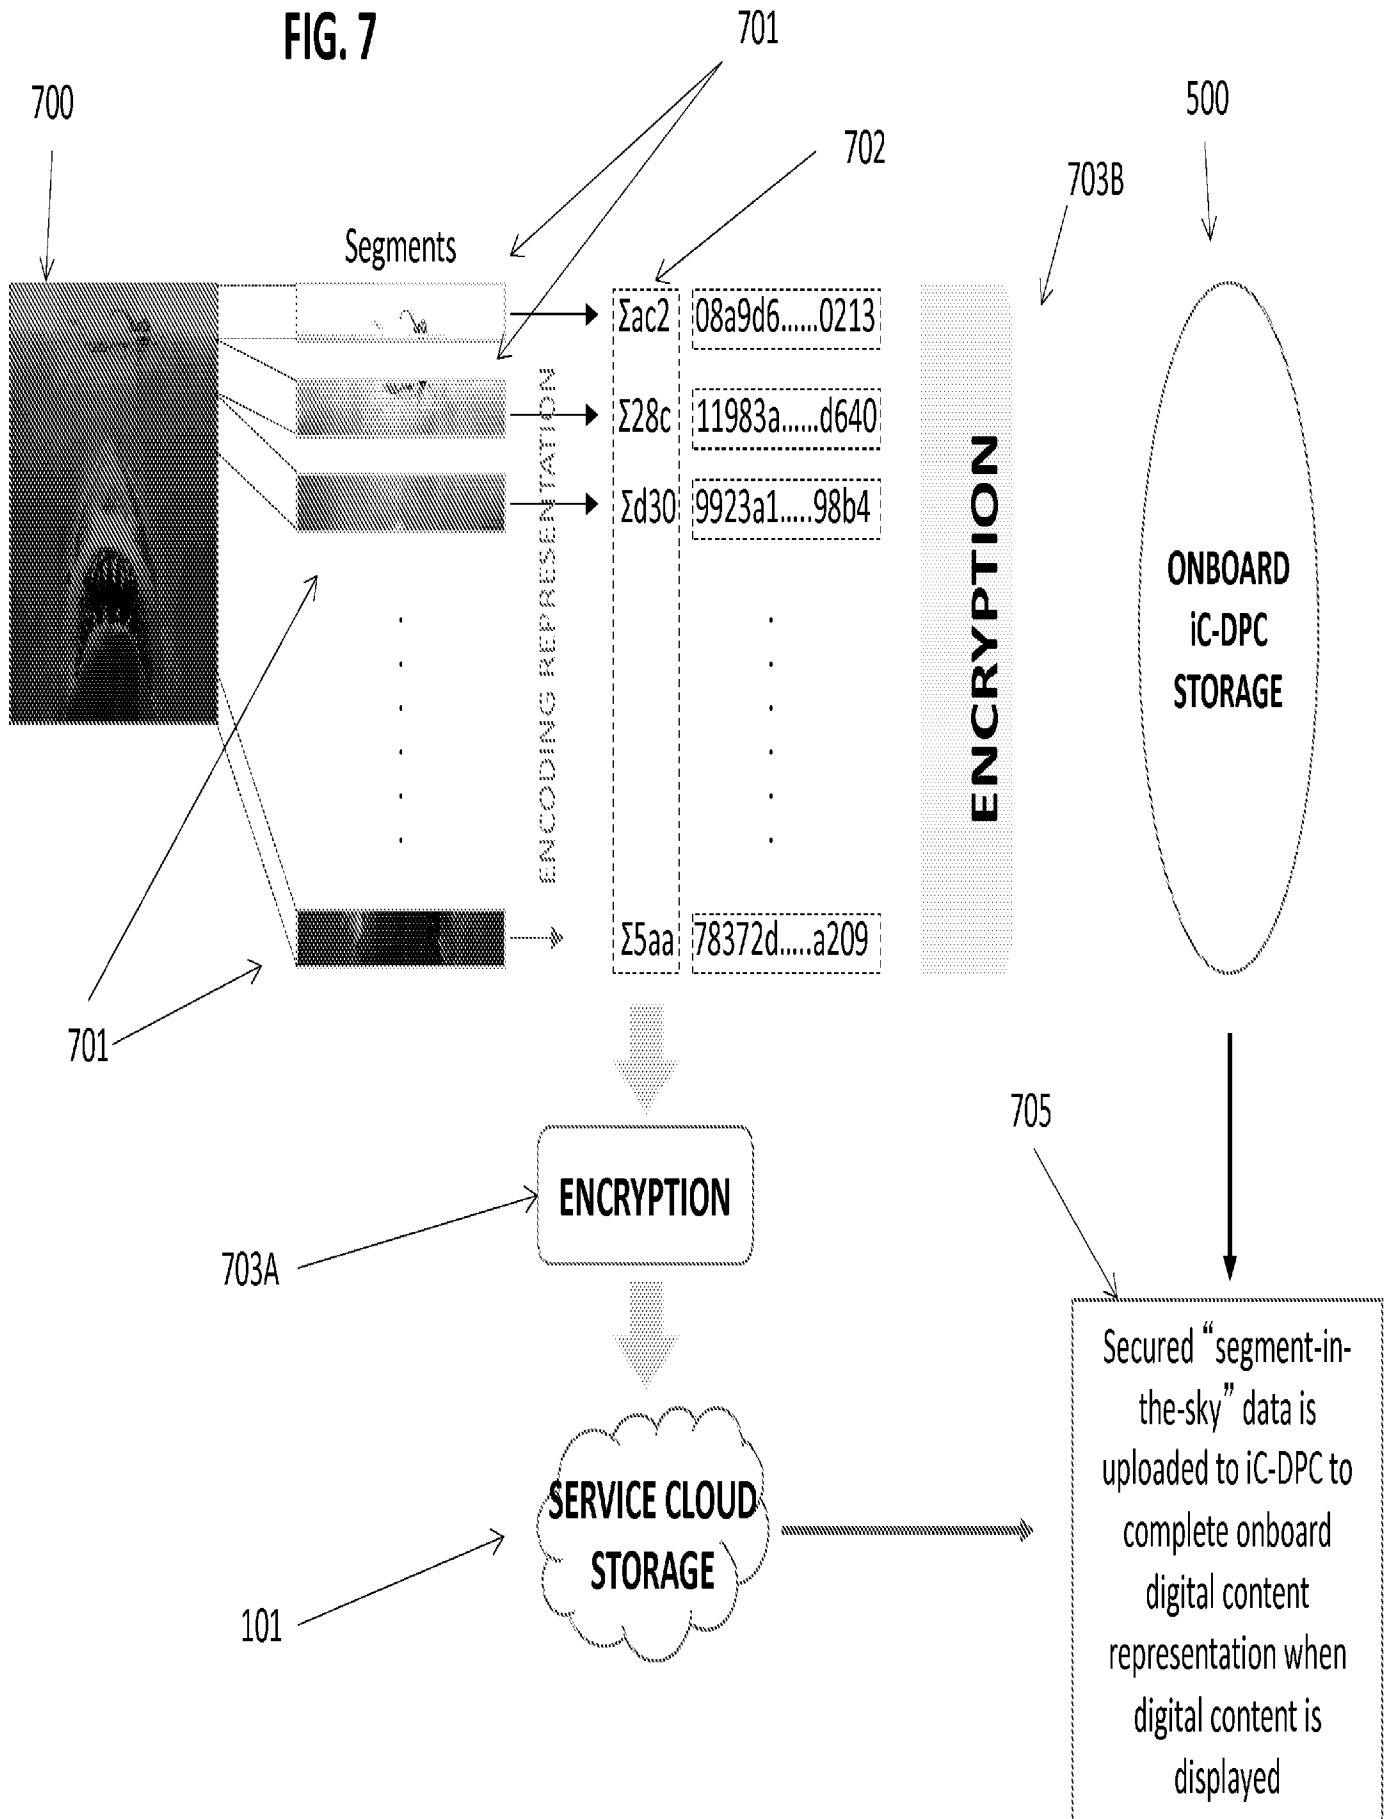 FIG. 7
701
700
500
702
703B
Segments
Σac2 08a9d6......0213
Σ28c 11983a......d640
Σd30 9923a1.....98b4
ENCODING REPRESENTATION
ENCRYPTION
ONBOARD
iC-DPC
STORAGE
Σ5aa 78372d.....a209
701
705
ENCRYPTION
703A
SERVICE CLOUD
STORAGE
101
Secured “segment-in-
the-sky” data is
uploaded to iC-DPC to
complete onboard
digital content
representation when
digital content is
displayed